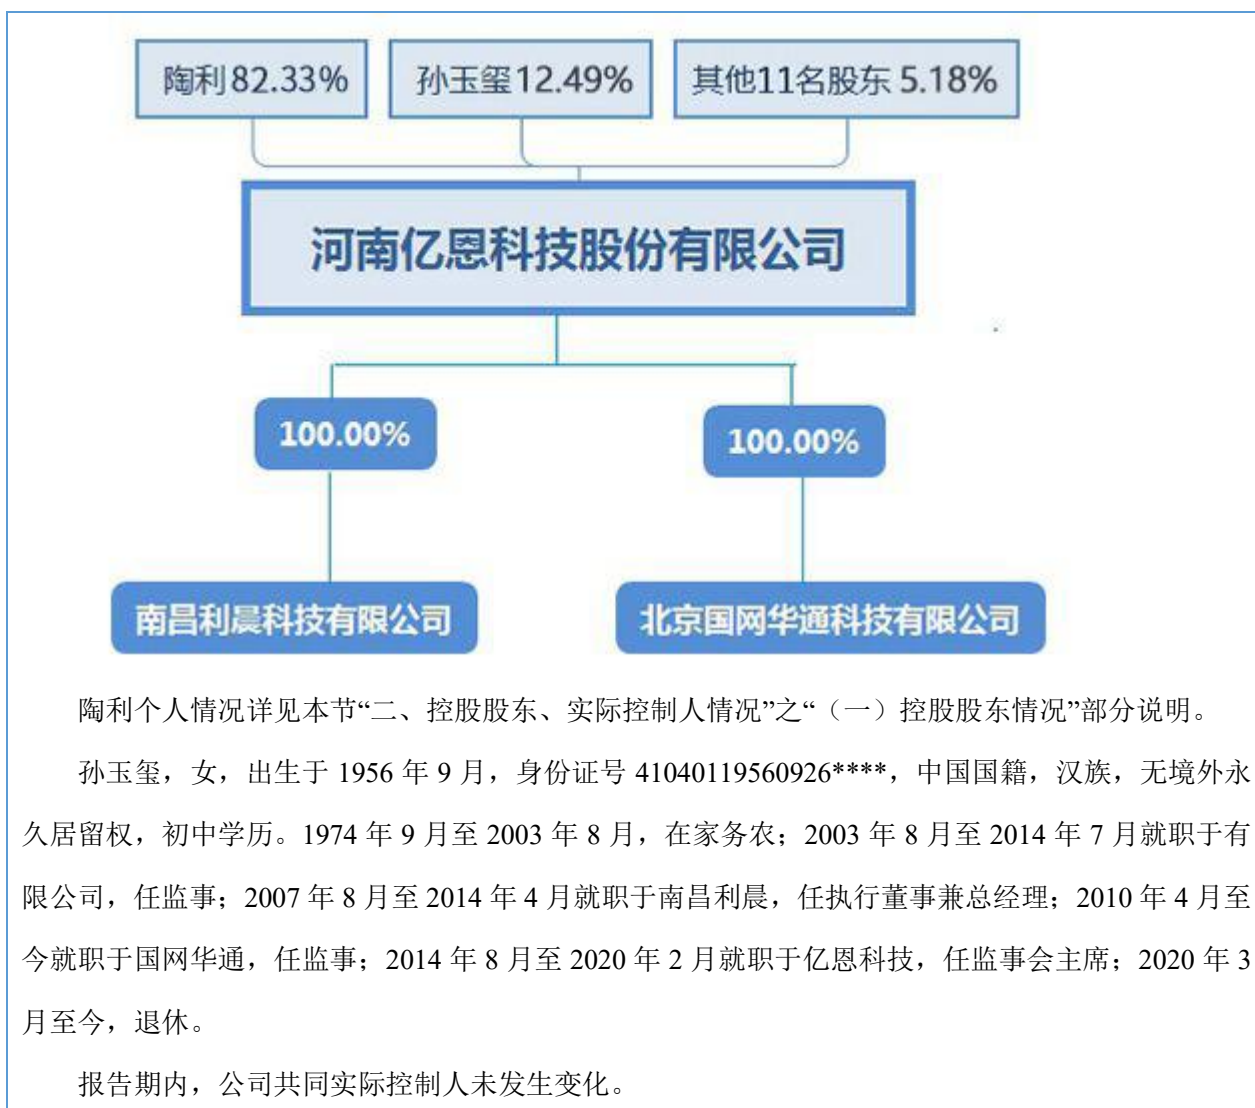 陶利82.33%
孙玉玺12.49%
其他11名股东 5.18%
河南亿恩科技股份有限公司
100.00%
100.00%
南昌利晨科技有限公司
北京国网华通科技有限公司
陶利个人情况详见本节“二、控股股东、实际控制人情况”之“（一）控股股东情况”部分说明。
孙玉玺，女，出生于 1956 年 9 月，身份证号 41040119560926****，中国国籍，汉族，无境外永
久居留权，初中学历。1974 年 9 月至 2003 年 8 月，在家务农；2003 年 8 月至 2014 年 7 月就职于有
限公司，任监事；2007 年 8 月至 2014 年 4 月就职于南昌利晨，任执行董事兼总经理；2010 年 4 月至
今就职于国网华通，任监事；2014 年 8 月至 2020 年 2 月就职于亿恩科技，任监事会主席；2020 年 3
月至今，退休。
报告期内，公司共同实际控制人未发生变化。